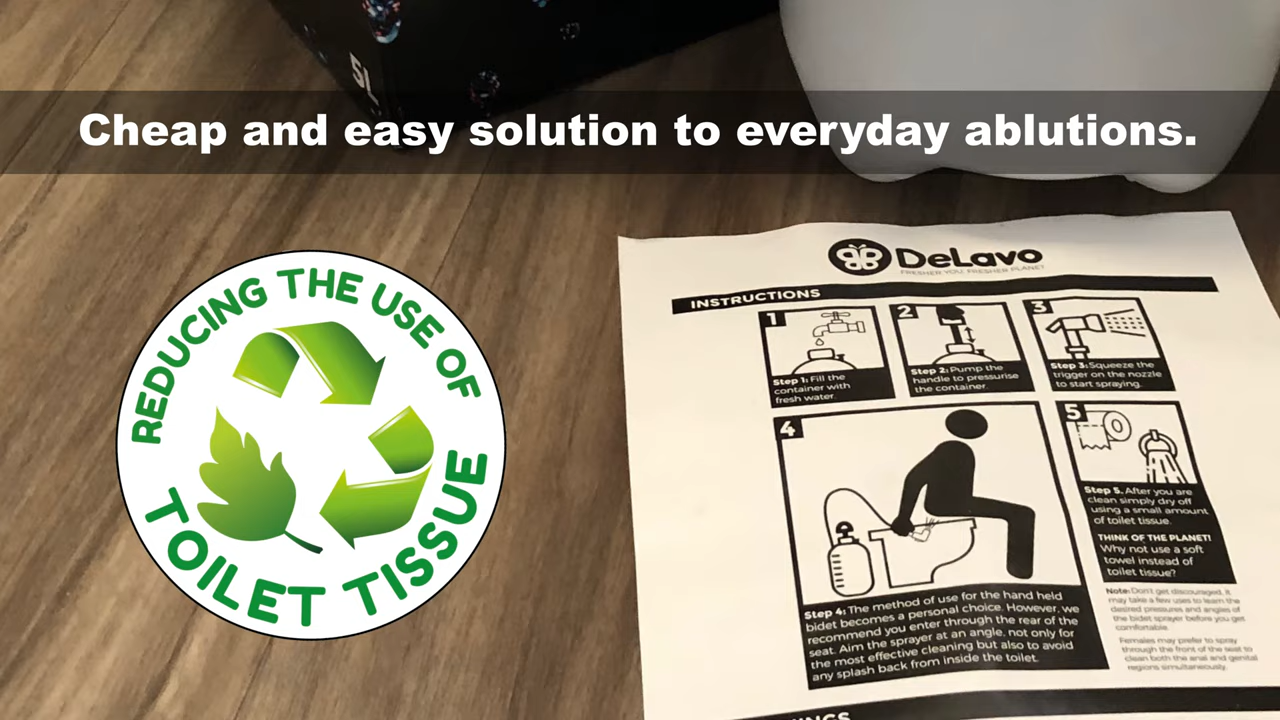 5L
Cheap and easy solution to everyday ablutions.
REDUCING THE USE OF
TOILET TISSUE
DeLavo
FRESHER YOU, FRESHER PLANET
INSTRUCTIONS
1
Step 1: Fill the
container with
fresh water.
2
Step 2: Pump the
handle to pressurise
the container.
3
Step 3: Squeeze the
trigger on the nozzle
to start spraying.
4
Step 4: The method of use for the hand held
bidet becomes a personal choice. However, we
recommend you enter through the rear of the
seat. Aim the sprayer at an angle, not only for
the most effective cleaning but also to avoid
any splash back from inside the toilet.
5
Step 5. After you are
clean simply dry off
using a small amount
of toilet tissue.
THINK OF THE PLANET!
Why not use a soft
towel instead of
toilet tissue?
Note: Don't get discouraged, it
may take a few uses to learn the
desired pressures and angles of
the bidet sprayer before you get
comfortable.
Females may prefer to spray
through the front of the seat to
clean both the anal and genital
regions simultaneously.